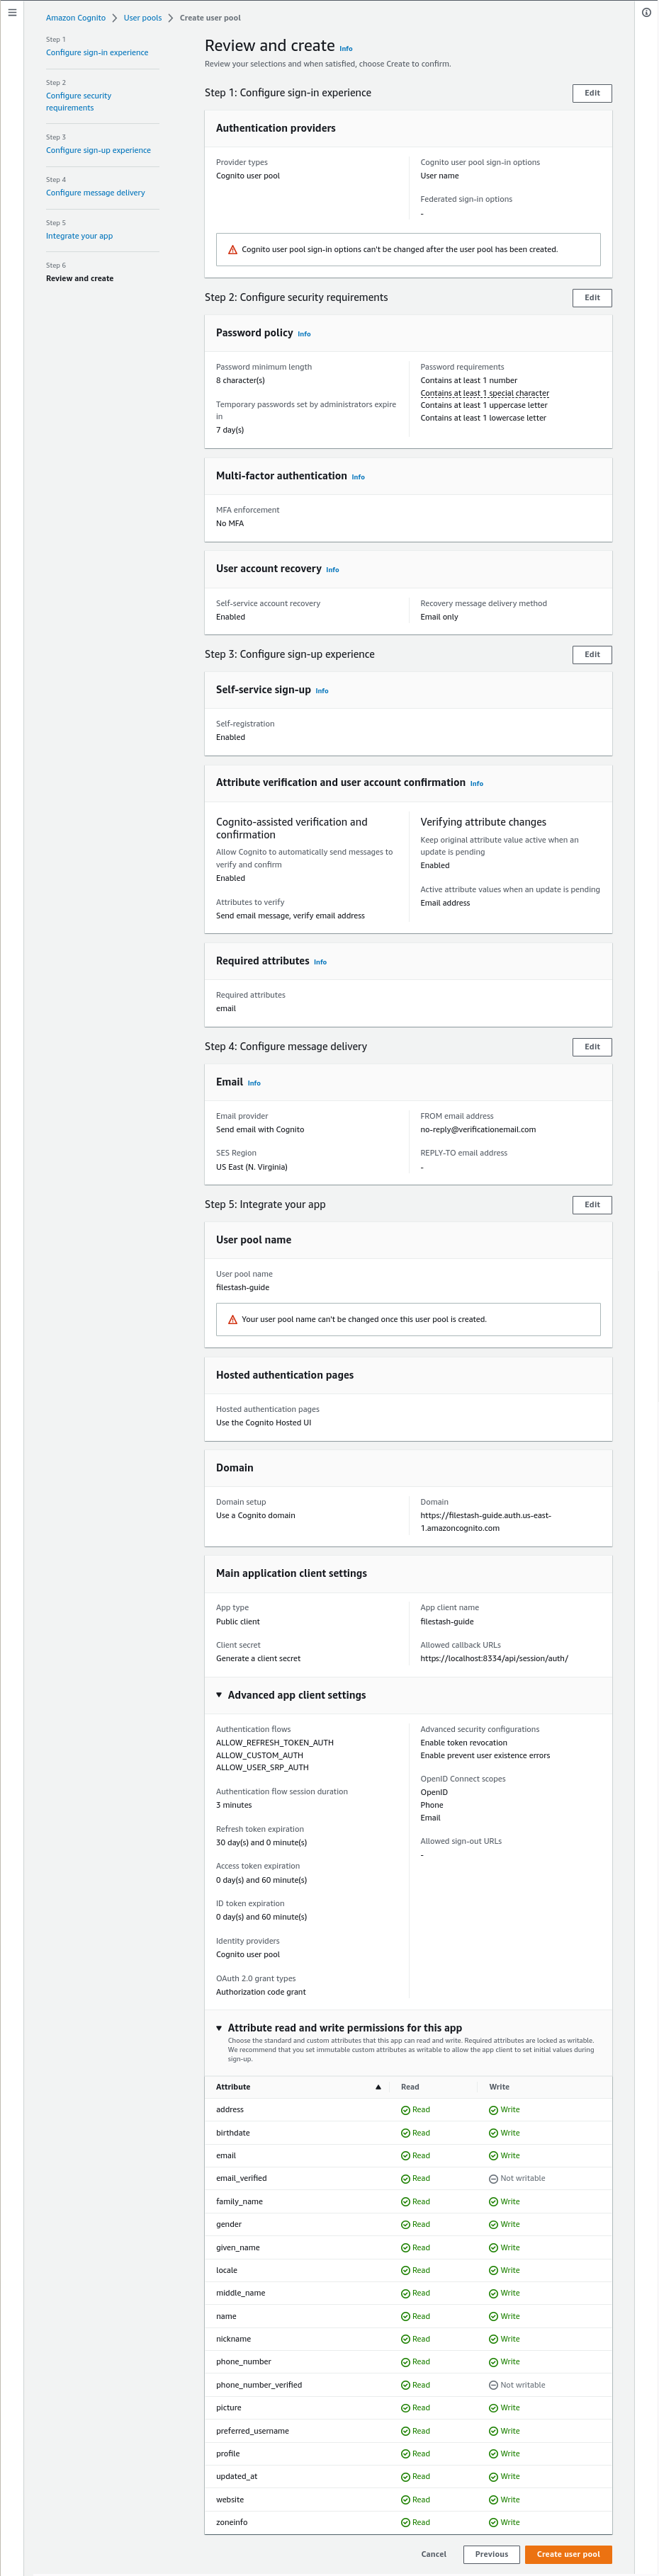 Amazon Cognito > User pools > Create user pool
Step 1
Configure sign-in experience
Step 2
Configure security
requirements
Step 3
Configure sign-up experience
Step 4
Configure message delivery
Step 5
Integrate your app
Step 6
Review and create
Review and create Info
Review your selections and when satisfied, choose Create to confirm.
Step 1: Configure sign-in experience
Edit
Authentication providers
Provider types
Cognito user pool
Cognito user pool sign-in options
User name
Federated sign-in options
-
Cognito user pool sign-in options can't be changed after the user pool has been created.
Step 2: Configure security requirements
Edit
Password policy Info
Password minimum length
8 character(s)
Temporary passwords set by administrators expire
in
7 day(s)
Password requirements
Contains at least 1 number
Contains at least 1 special character
Contains at least 1 uppercase letter
Contains at least 1 lowercase letter
Multi-factor authentication Info
MFA enforcement
No MFA
User account recovery Info
Self-service account recovery
Enabled
Recovery message delivery method
Email only
Step 3: Configure sign-up experience
Edit
Self-service sign-up Info
Self-registration
Enabled
Attribute verification and user account confirmation Info
Cognito-assisted verification and
confirmation
Allow Cognito to automatically send messages to
verify and confirm
Enabled
Attributes to verify
Send email message, verify email address
Verifying attribute changes
Keep original attribute value active when an
update is pending
Enabled
Active attribute values when an update is pending
Email address
Required attributes Info
Required attributes
email
Step 4: Configure message delivery
Edit
Email Info
Email provider
Send email with Cognito
SES Region
US East (N. Virginia)
FROM email address
no-reply@verificationemail.com
REPLY-TO email address
-
Step 5: Integrate your app
Edit
User pool name
User pool name
filestash-guide
Your user pool name can't be changed once this user pool is created.
Hosted authentication pages
Hosted authentication pages
Use the Cognito Hosted UI
Domain
Domain setup
Use a Cognito domain
Domain
https://filestash-guide.auth.us-east-
1.amazoncognito.com
Main application client settings
App type
Public client
Client secret
Generate a client secret
App client name
filestash-guide
Allowed callback URLs
https://localhost:8334/api/session/auth/
Advanced app client settings
Authentication flows
ALLOW_REFRESH_TOKEN_AUTH
ALLOW_CUSTOM_AUTH
ALLOW_USER_SRP_AUTH
Authentication flow session duration
3 minutes
Refresh token expiration
30 day(s) and 0 minute(s)
Access token expiration
0 day(s) and 60 minute(s)
ID token expiration
0 day(s) and 60 minute(s)
Identity providers
Cognito user pool
OAuth 2.0 grant types
Authorization code grant
Advanced security configurations
Enable token revocation
Enable prevent user existence errors
OpenID Connect scopes
OpenID
Phone
Email
Allowed sign-out URLs
-
Attribute read and write permissions for this app
Choose the standard and custom attributes that this app can read and write. Required attributes are locked as writable.
We recommend that you set immutable custom attributes as writable to allow the app client to set initial values during
sign-up.
Attribute Read Write
address Read Write
birthdate Read Write
email Read Write
email_verified Read Not writable
family_name Read Write
gender Read Write
given_name Read Write
locale Read Write
middle_name Read Write
name Read Write
nickname Read Write
phone_number Read Write
phone_number_verified Read Not writable
picture Read Write
preferred_username Read Write
profile Read Write
updated_at Read Write
website Read Write
zoneinfo Read Write
Cancel Previous Create user pool